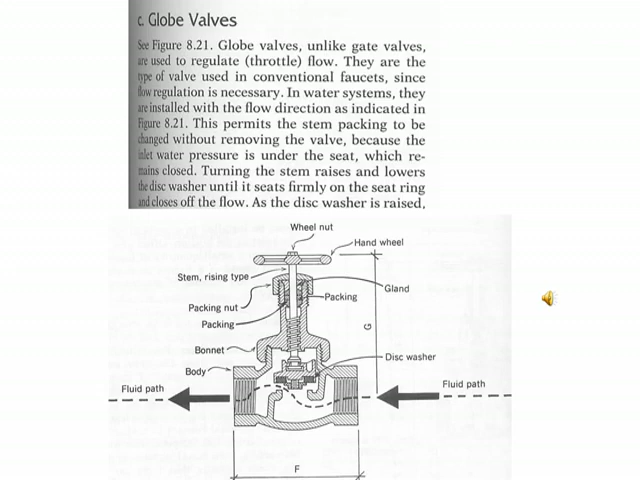 c. Globe Valves
See Figure 8.21. Globe valves, unlike gate valves,
are used to regulate (throttle) flow. They are the
type of valve used in conventional faucets, since
flow regulation is necessary. In water systems, they
are installed with the flow direction as indicated in
Figure 8.21. This permits the stem packing to be
changed without removing the valve, because the
inlet water pressure is under the seat, which re-
mains closed. Turning the stem raises and lowers
the disc washer until it seats firmly on the seat ring
and closes off the flow. As the disc washer is raised,
Wheel nut
Hand wheel
Stem, rising type
Gland
Packing
Packing nut
Packing
G
Bonnet
Disc washer
Body
Fluid path
Fluid path
F